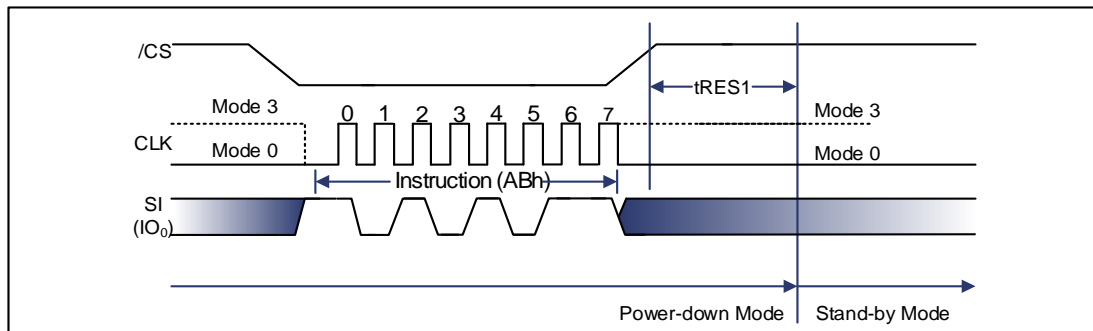 /CS
tRES1
Mode 3
0 1 2 3 4 5 6 7
Mode 3
CLK
Mode 0
Mode 0
Instruction (ABh)
SI
(IO₀)
Power-down Mode
Stand-by Mode